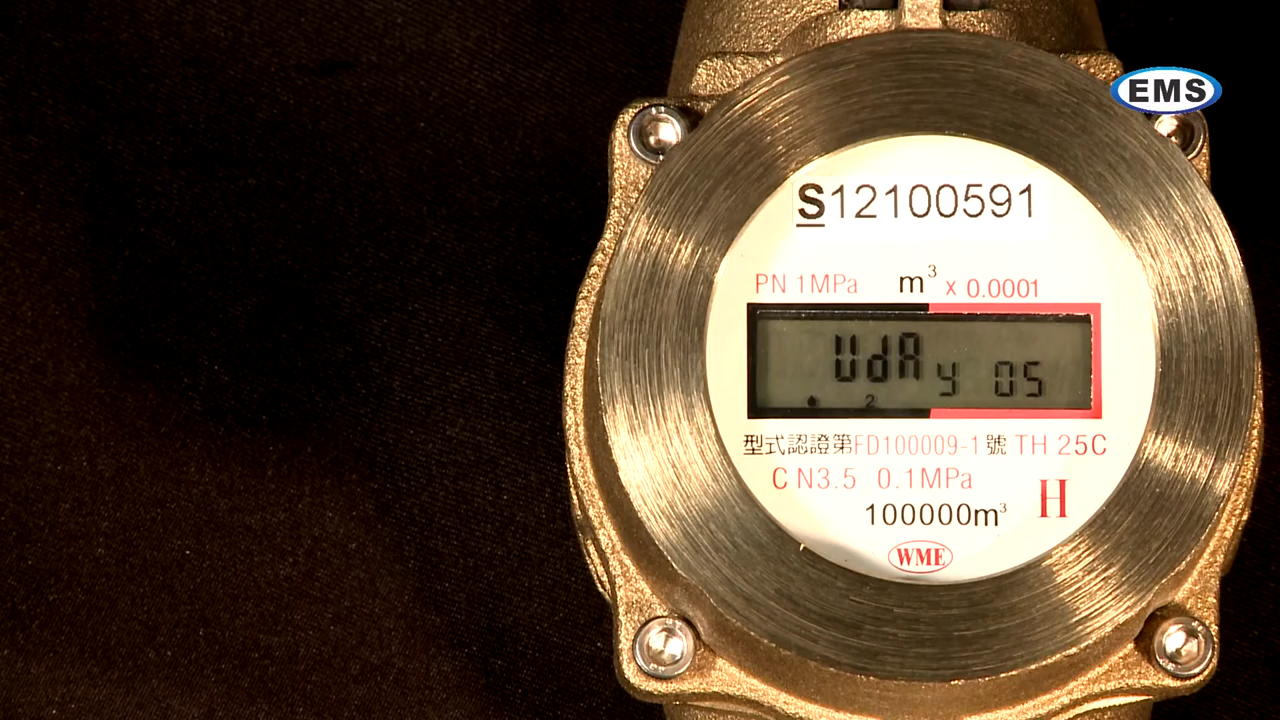 EMS
S12100591
PN 1MPa m³ x 0.0001
UdAy 05
2
型式認證第FD100009-1號 TH 25C
C N3.5 0.1MPa
H
100000m³
WME